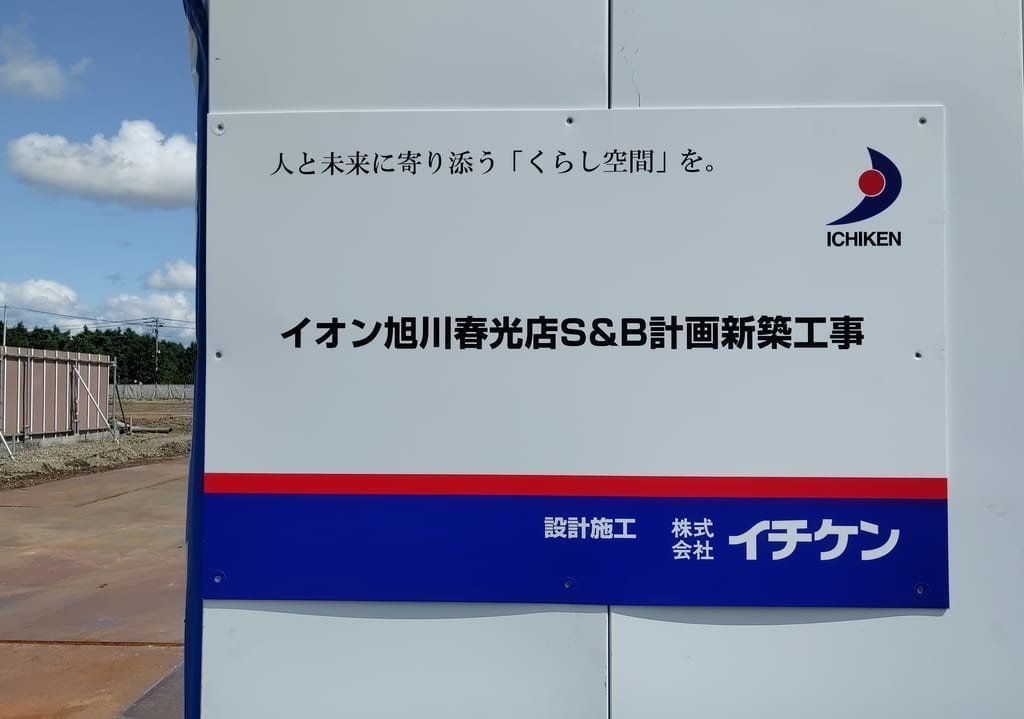 人と未来に寄り添う「くらし空間」を。
ICHIKEN
イオン旭川春光店S&B計画新築工事
設計施工 株式会社 イチケン